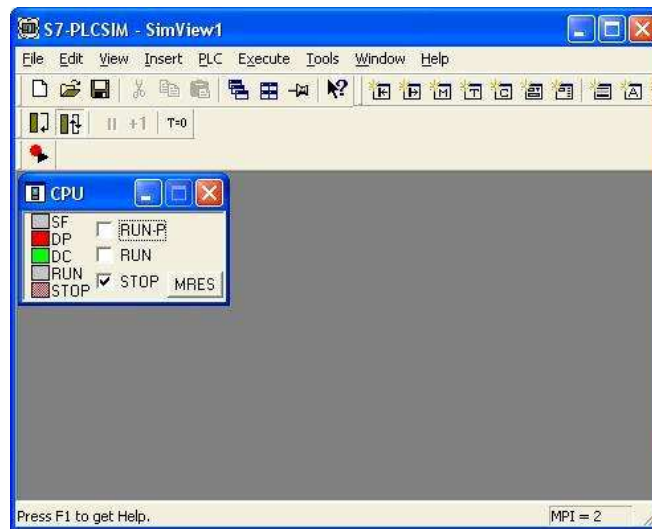 S7-PLCSIM - SimView1
File Edit View Insert PLC Execute Tools Window Help
+1 T=0
CPU
SF
DP
DC
RUN
STOP
RUN-P
RUN
STOP
MRES
Press F1 to get Help.
MPI = 2